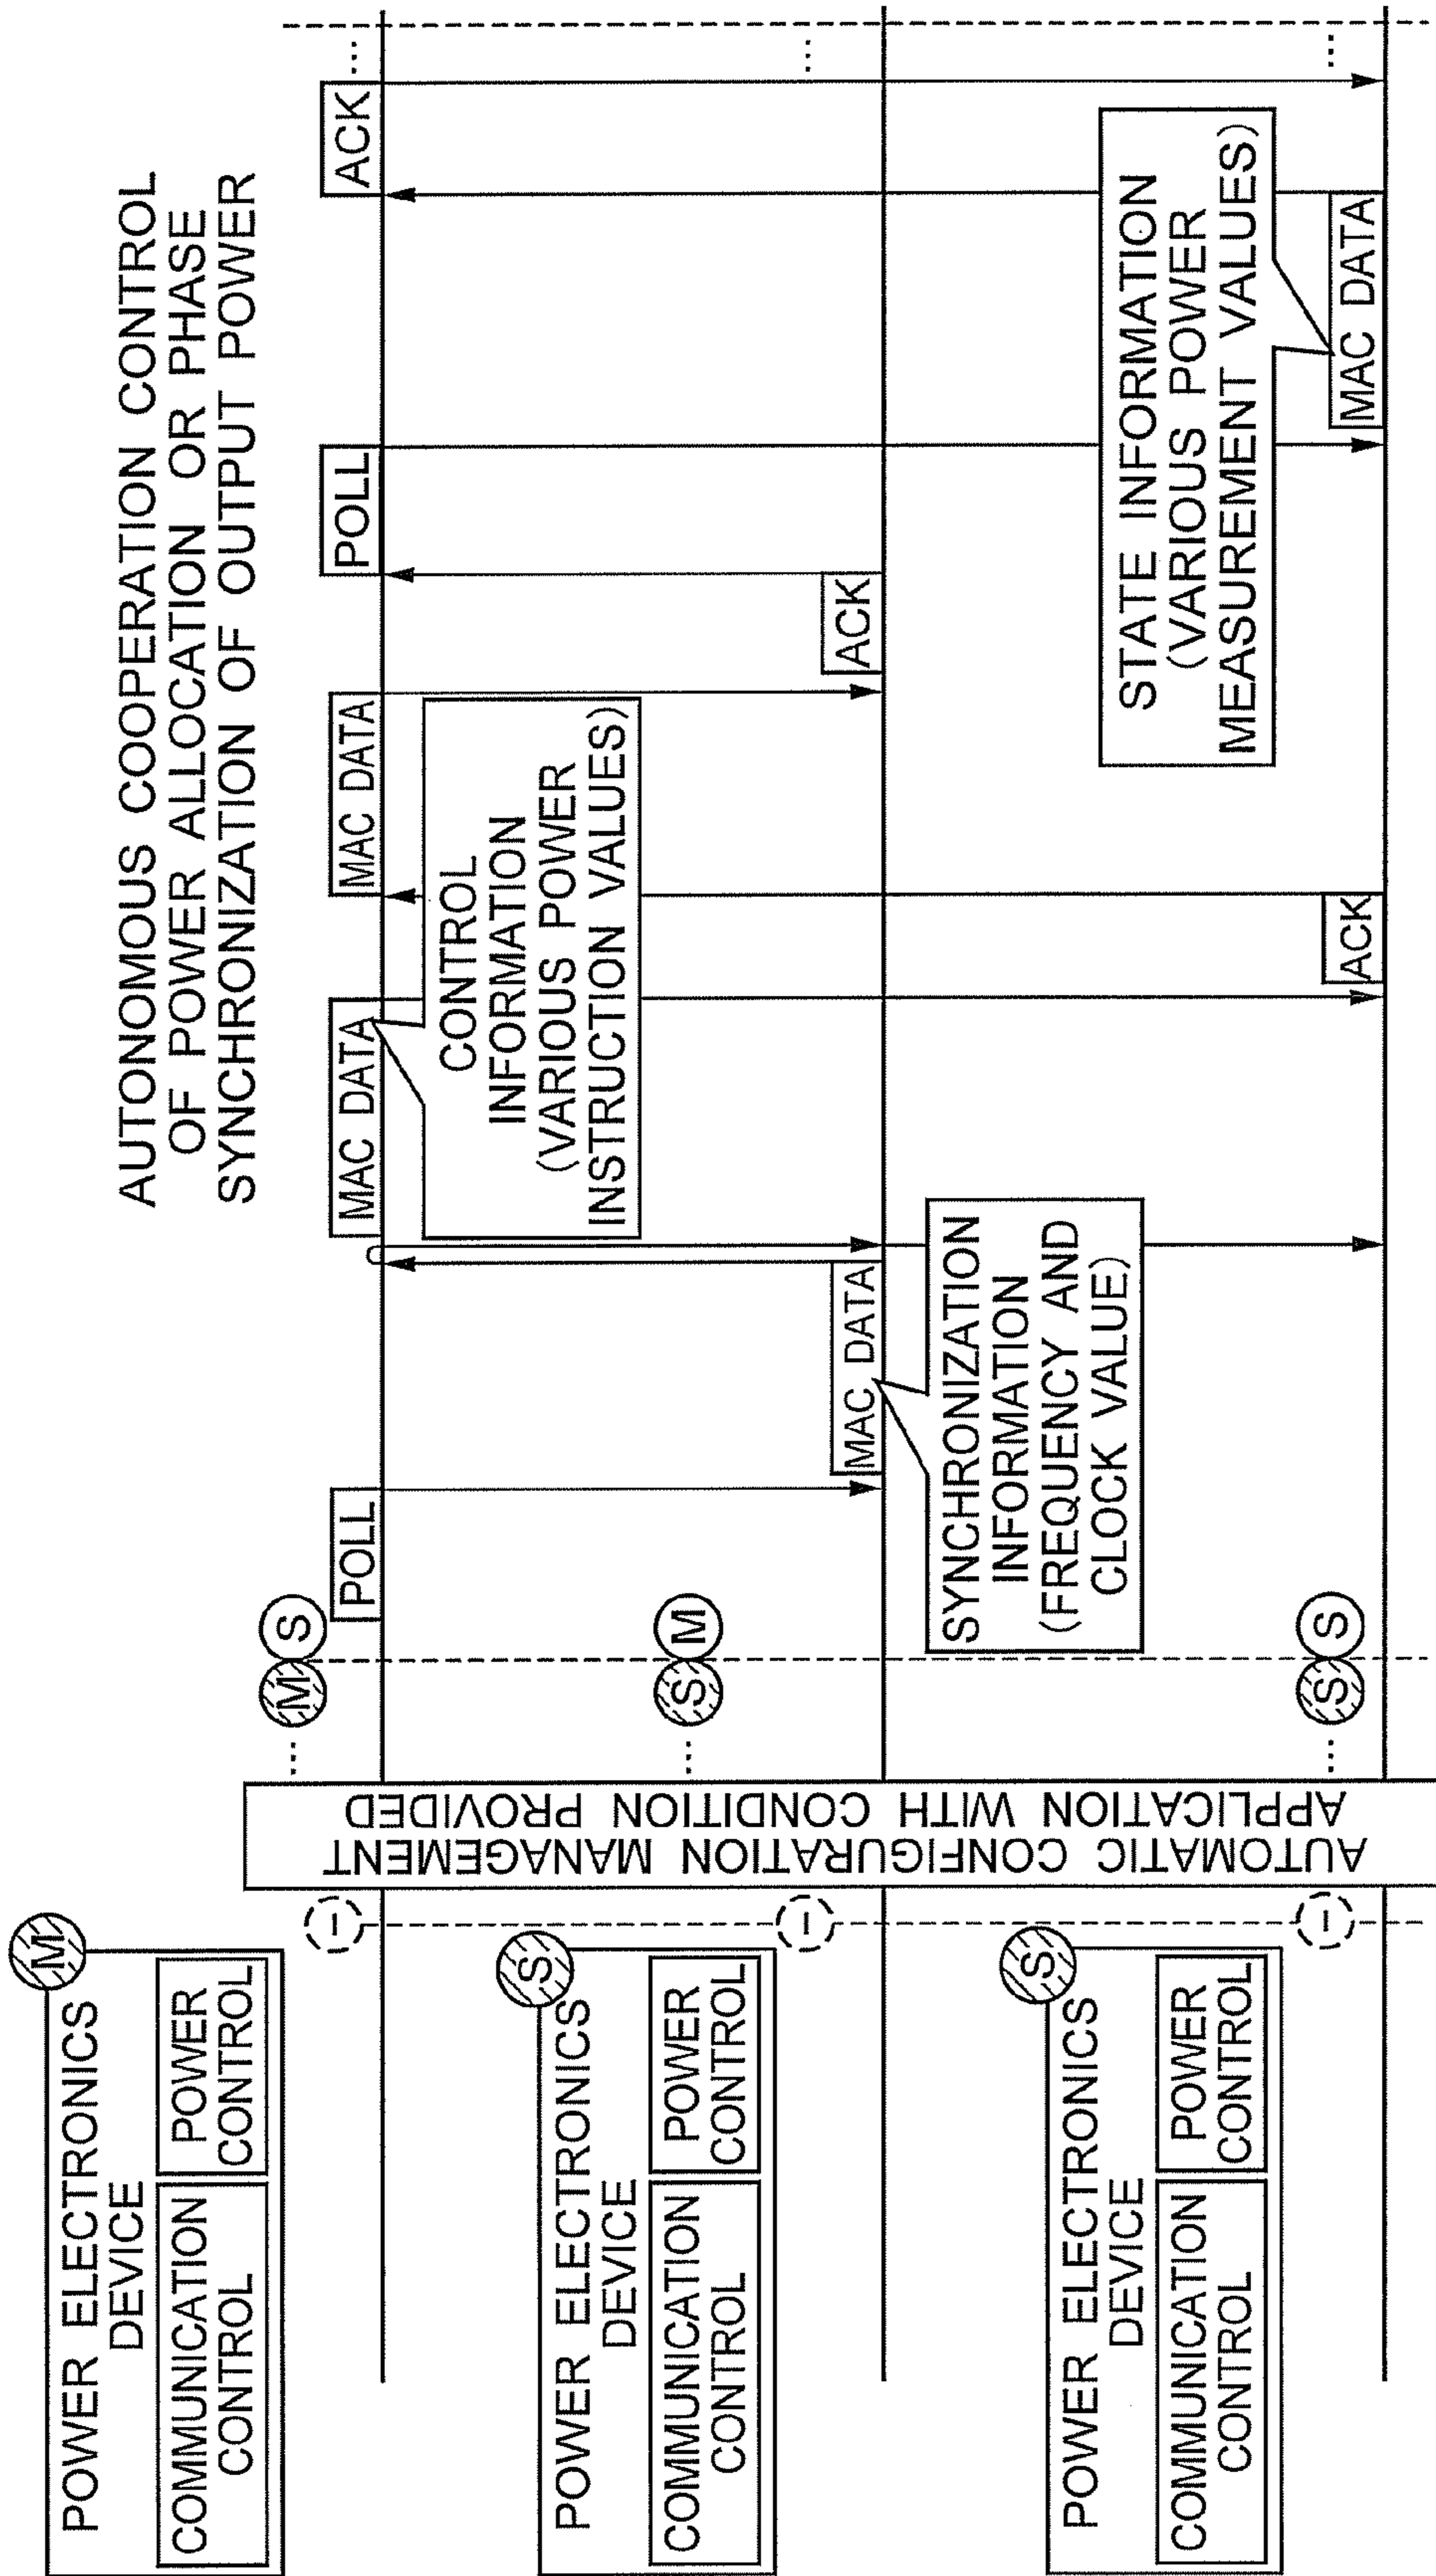 AUTONOMOUS COOPERATION CONTROL
OF POWER ALLOCATION OR PHASE
SYNCHRONIZATION OF OUTPUT POWER
M
POWER ELECTRONICS
DEVICE
COMMUNICATION
CONTROL
POWER
CONTROL
S
POWER ELECTRONICS
DEVICE
COMMUNICATION
CONTROL
POWER
CONTROL
S
POWER ELECTRONICS
DEVICE
COMMUNICATION
CONTROL
POWER
CONTROL
I
I
I
AUTOMATIC CONFIGURATION MANAGEMENT
APPLICATION WITH CONDITION PROVIDED
...
M
S
...
S
M
...
S
S
POLL
MAC DATA
SYNCHRONIZATION
INFORMATION
(FREQUENCY AND
CLOCK VALUE)
MAC DATA
CONTROL
INFORMATION
(VARIOUS POWER
INSTRUCTION VALUES)
ACK
MAC DATA
ACK
POLL
MAC DATA
STATE INFORMATION
(VARIOUS POWER
MEASUREMENT VALUES)
ACK
...
...
...